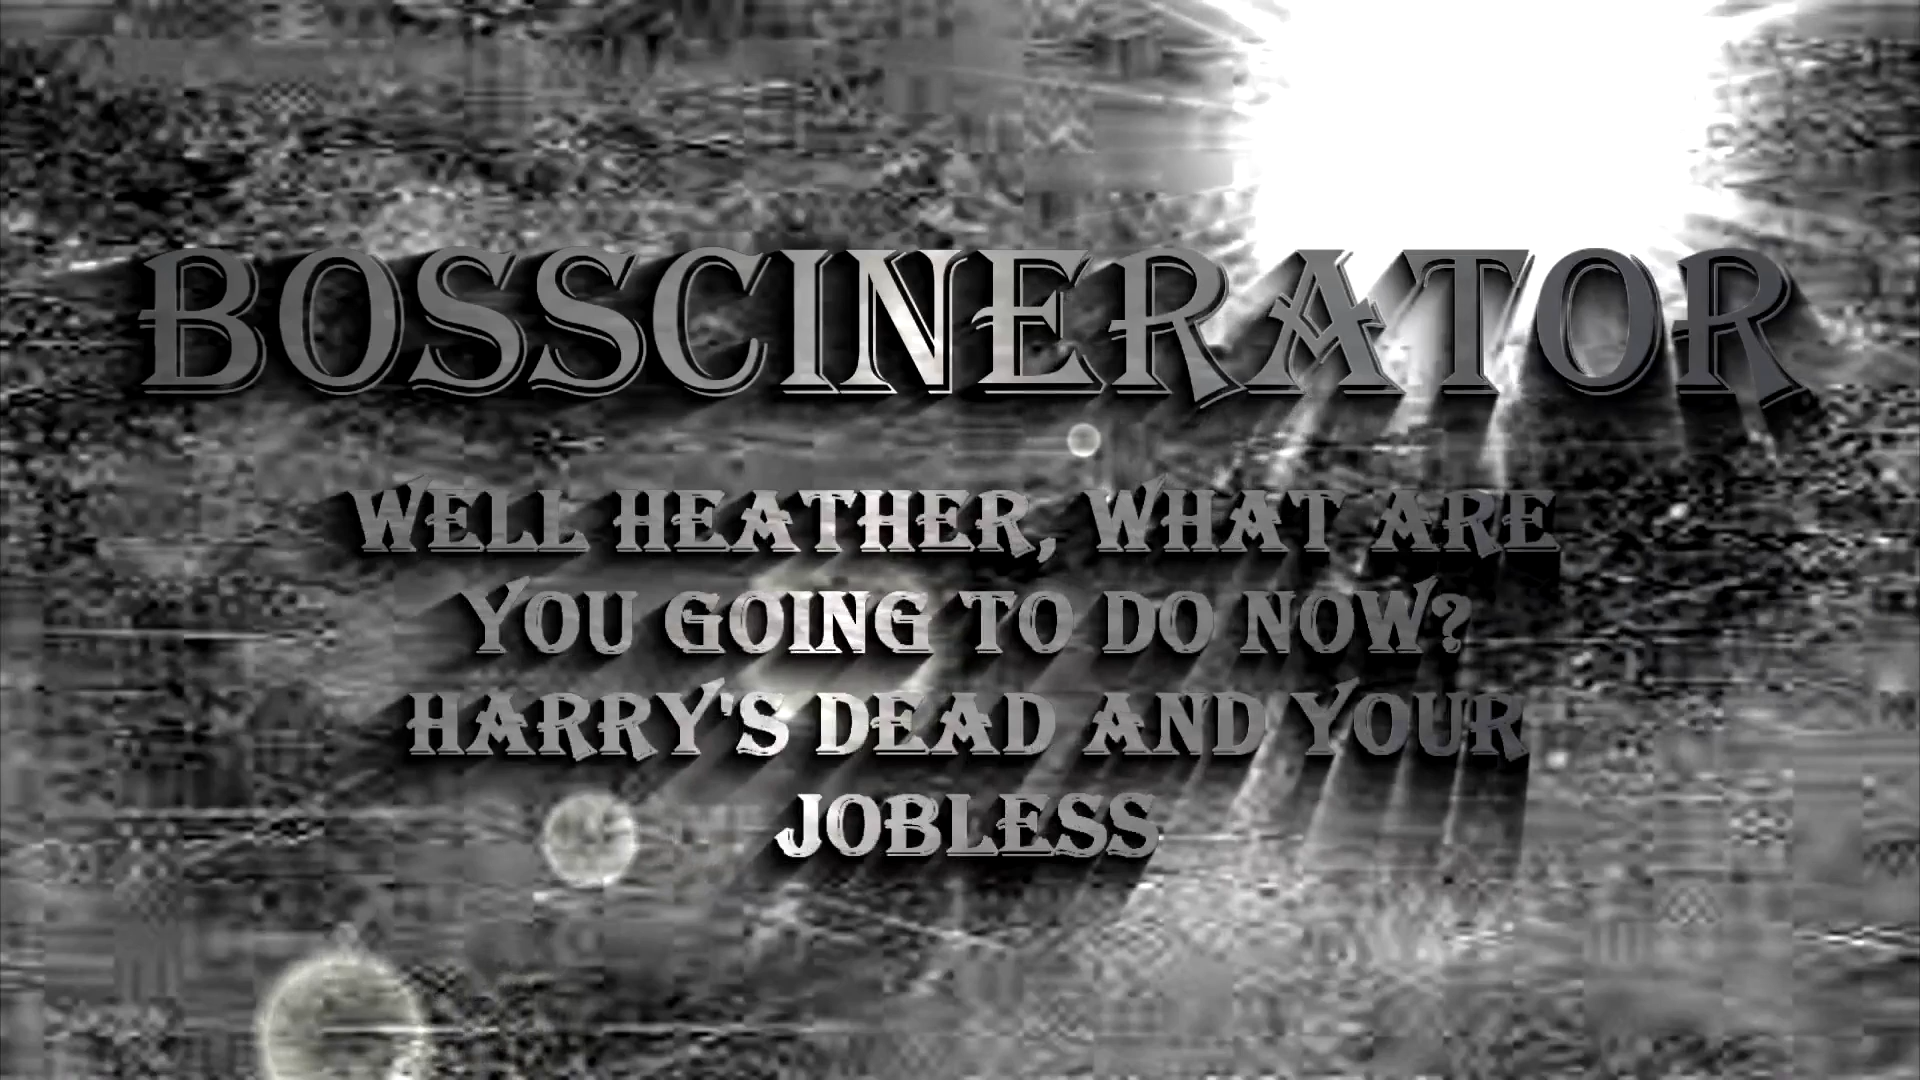 BOSSCINERATOR
WELL HEATHER, WHAT ARE
YOU GOING TO DO NOW?
HARRY'S DEAD AND YOUR
JOBLESS